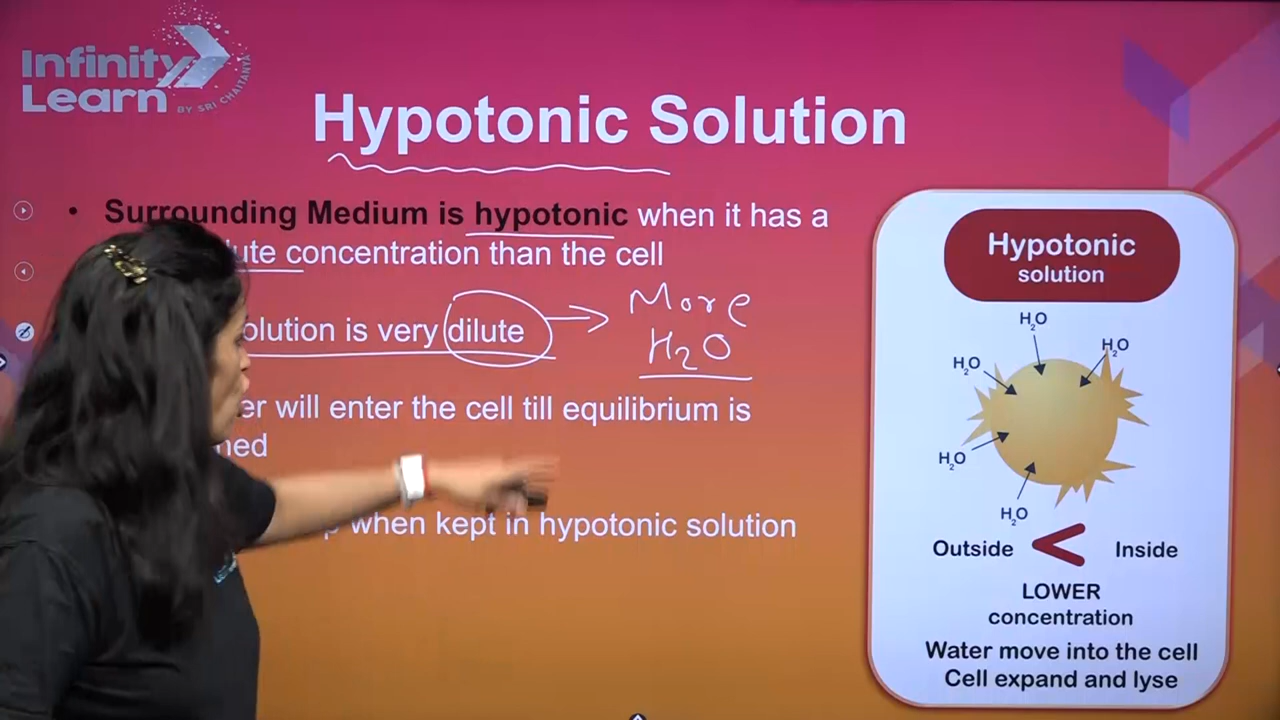 Infinity
Learn
BY SRI CHAITANYA
Hypotonic Solution
• Surrounding Medium is hypotonic when it has a
concentration than the cell
olution is very dilute → More
H₂O
er will enter the cell till equilibrium is
ned
when kept in hypotonic solution
Hypotonic
solution
H₂O
H₂O
H₂O
H₂O
H₂O
Outside < Inside
LOWER
concentration
Water move into the cell
Cell expand and lyse